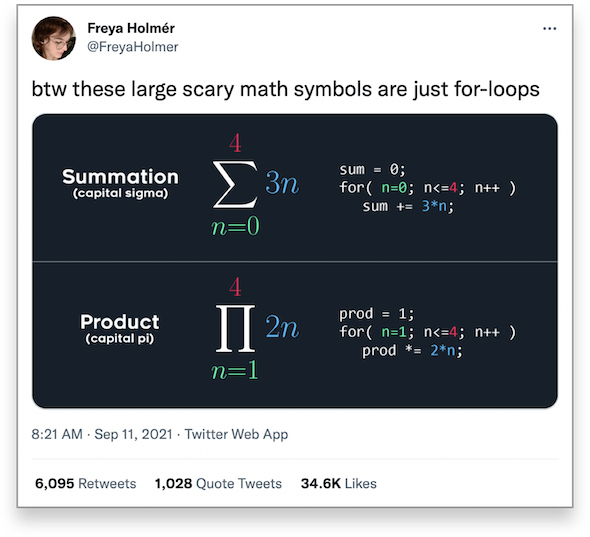 Freya Holmér
@FreyaHolmer
...
btw these large scary math symbols are just for-loops
Summation
(capital sigma)
4
∑ 3n
n=0
sum = 0;
for( n=0; n<=4; n++ )
sum += 3*n;
Product
(capital pi)
4
∏ 2n
n=1
prod = 1;
for( n=1; n<=4; n++ )
prod *= 2*n;
8:21 AM · Sep 11, 2021 · Twitter Web App
6,095 Retweets 1,028 Quote Tweets 34.6K Likes